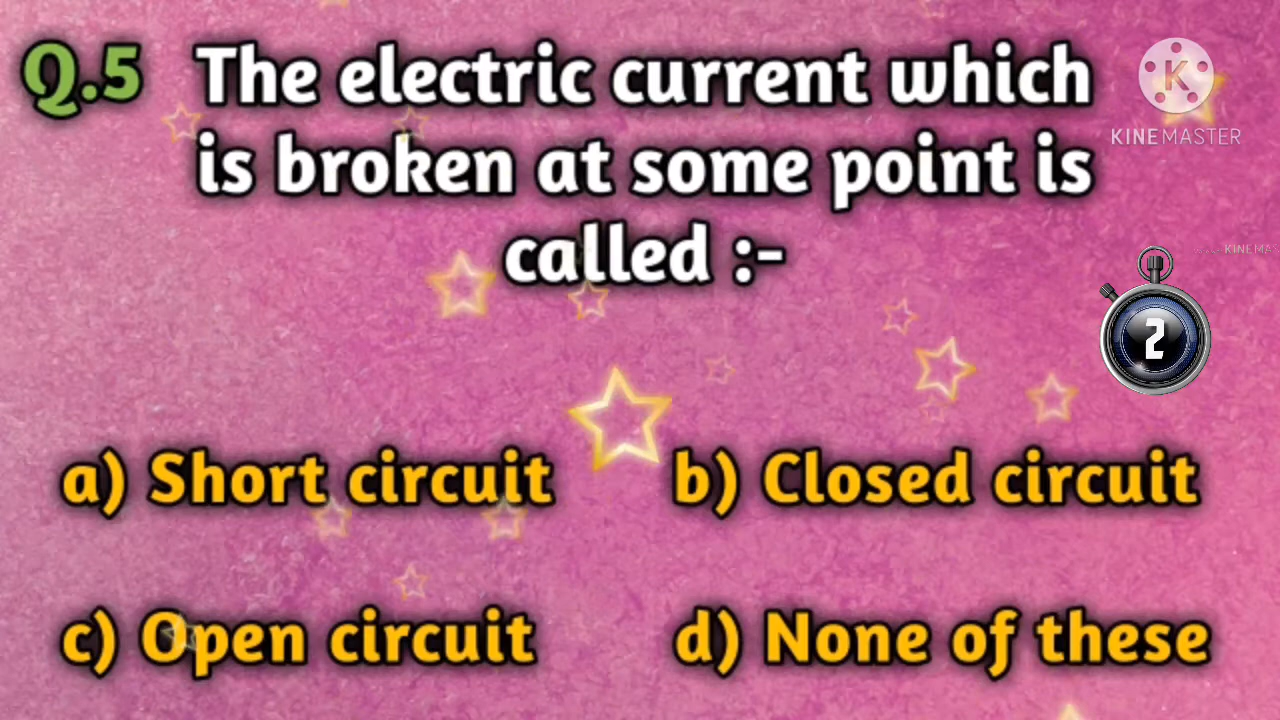 Q.5 The electric current which
is broken at some point is
called :-
KINEMASTER
2
a) Short circuit
b) Closed circuit
c) Open circuit
d) None of these